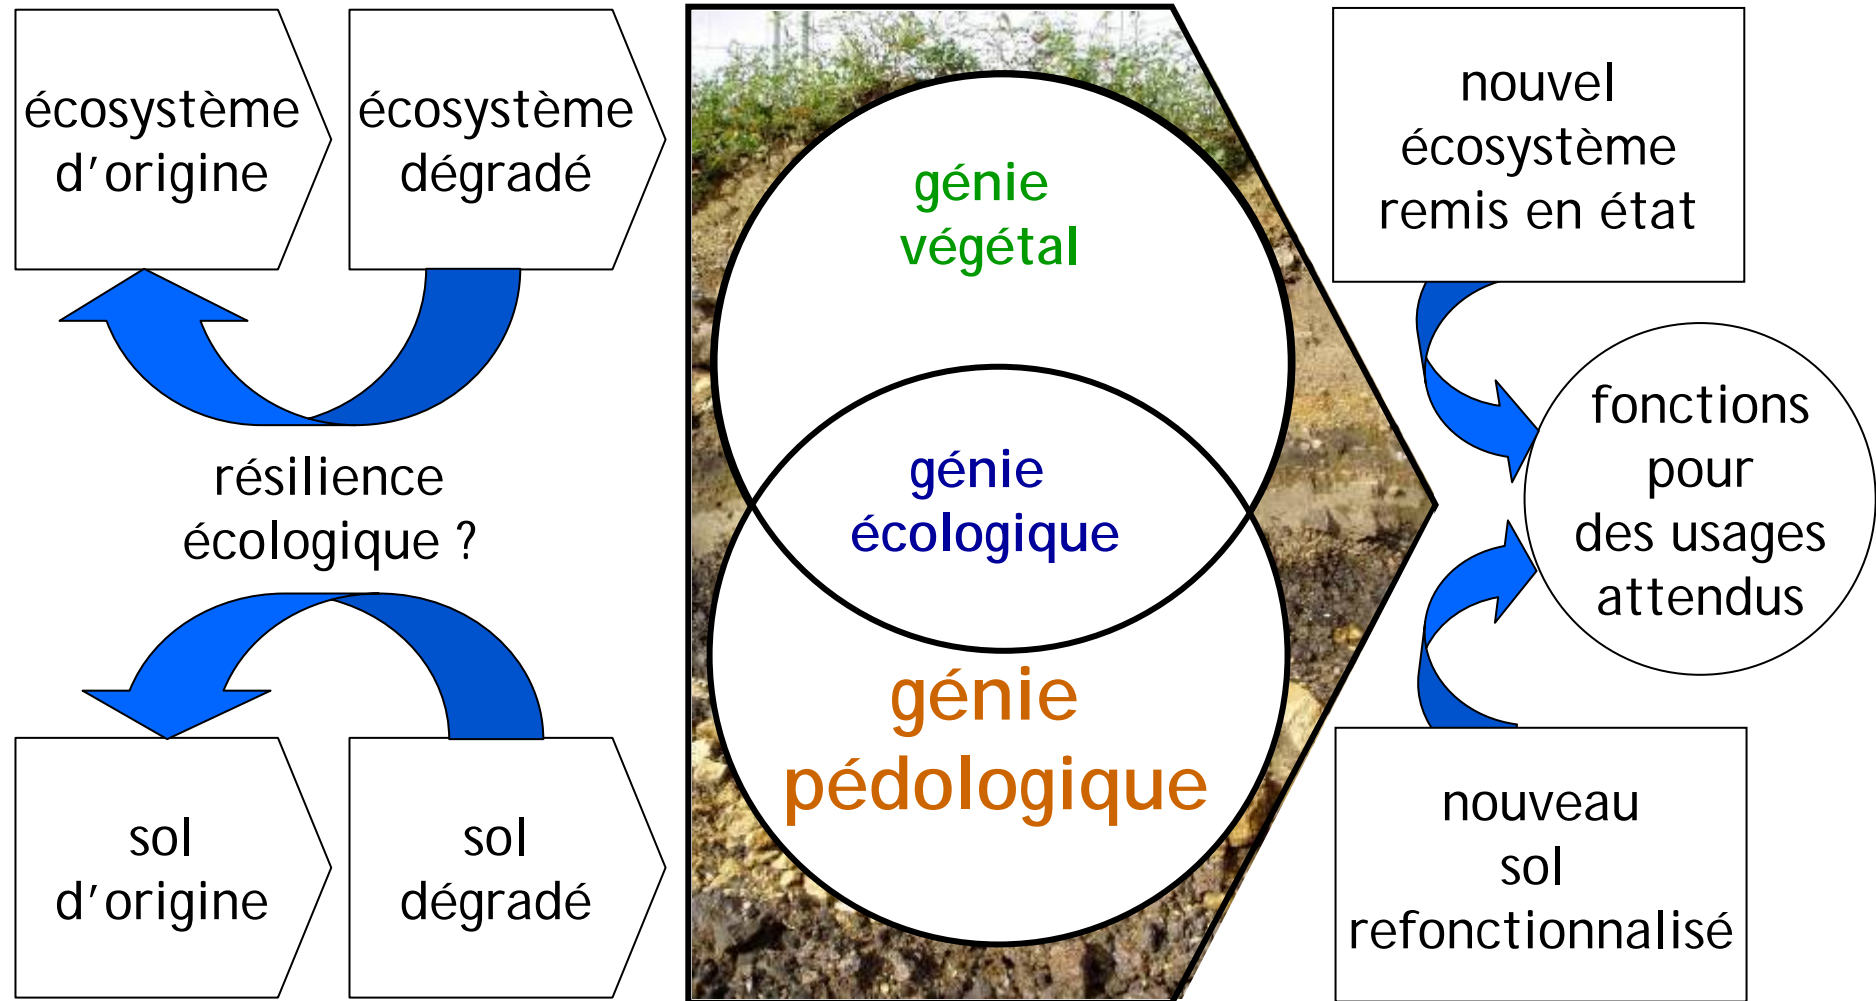 écosystème
d'origine
écosystème
dégradé
résilience
écologique ?
sol
d'origine
sol
dégradé
génie
végétal
génie
écologique
génie
pédologique
nouvel
écosystème
remis en état
fonctions
pour
des usages
attendus
nouveau
sol
refonctionnalisé